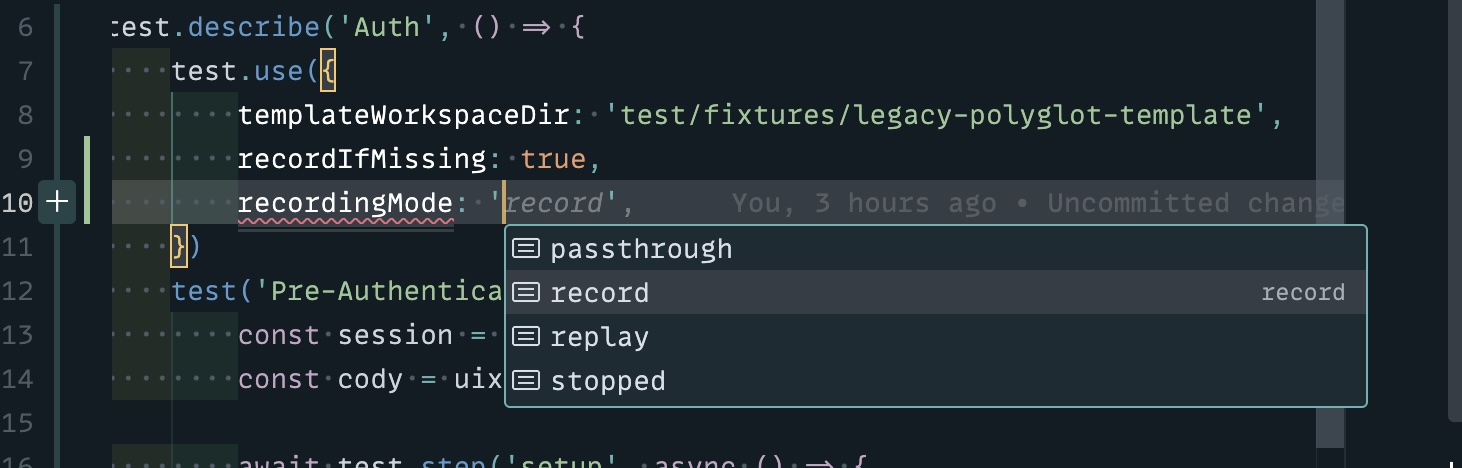 6 test.describe('Auth', () => {
7 test.use({
8 templateWorkspaceDir: 'test/fixtures/legacy-polyglot-template',
9 recordIfMissing: true,
10 recordingMode: 'record', You, 3 hours ago • Uncommitted change
11 })
passthrough
12 test('Pre-Authentica
record record
13 const session =
replay
14 const cody = uix
stopped
15
16 await test.step('setup', async () => {